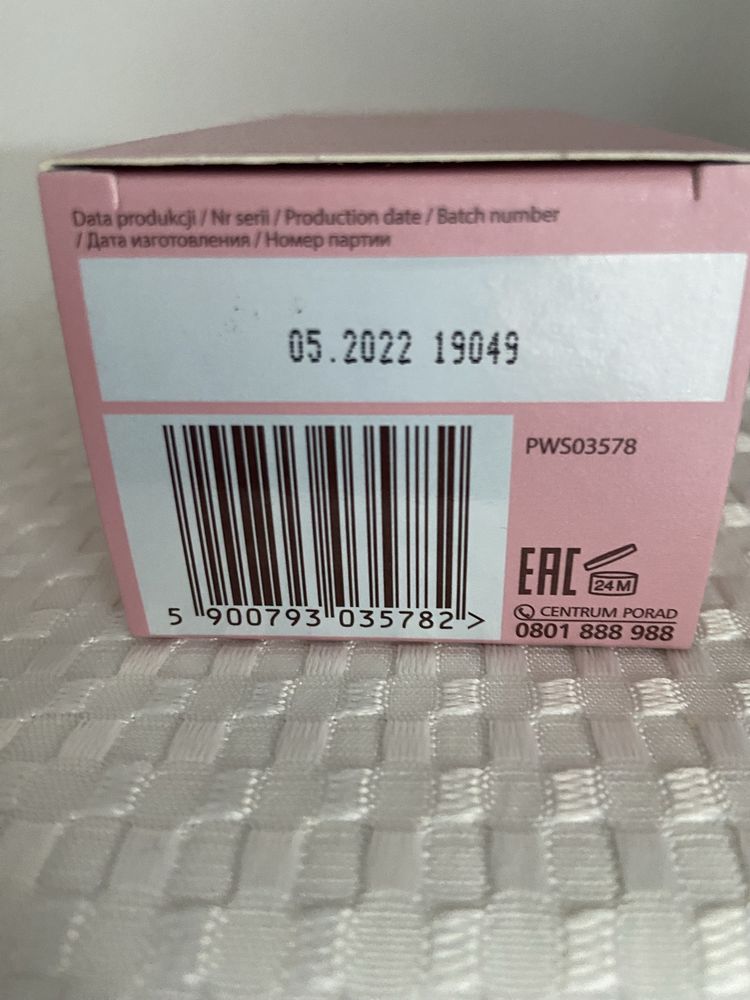 Data produkcji / Nr serii / Production date / Batch number
/ Дата изготовления / Номер партии
05.2022 19049
PWS03578
EAC
24M
CENTRUM PORAD
0801 888 988
5 900793 035782 >